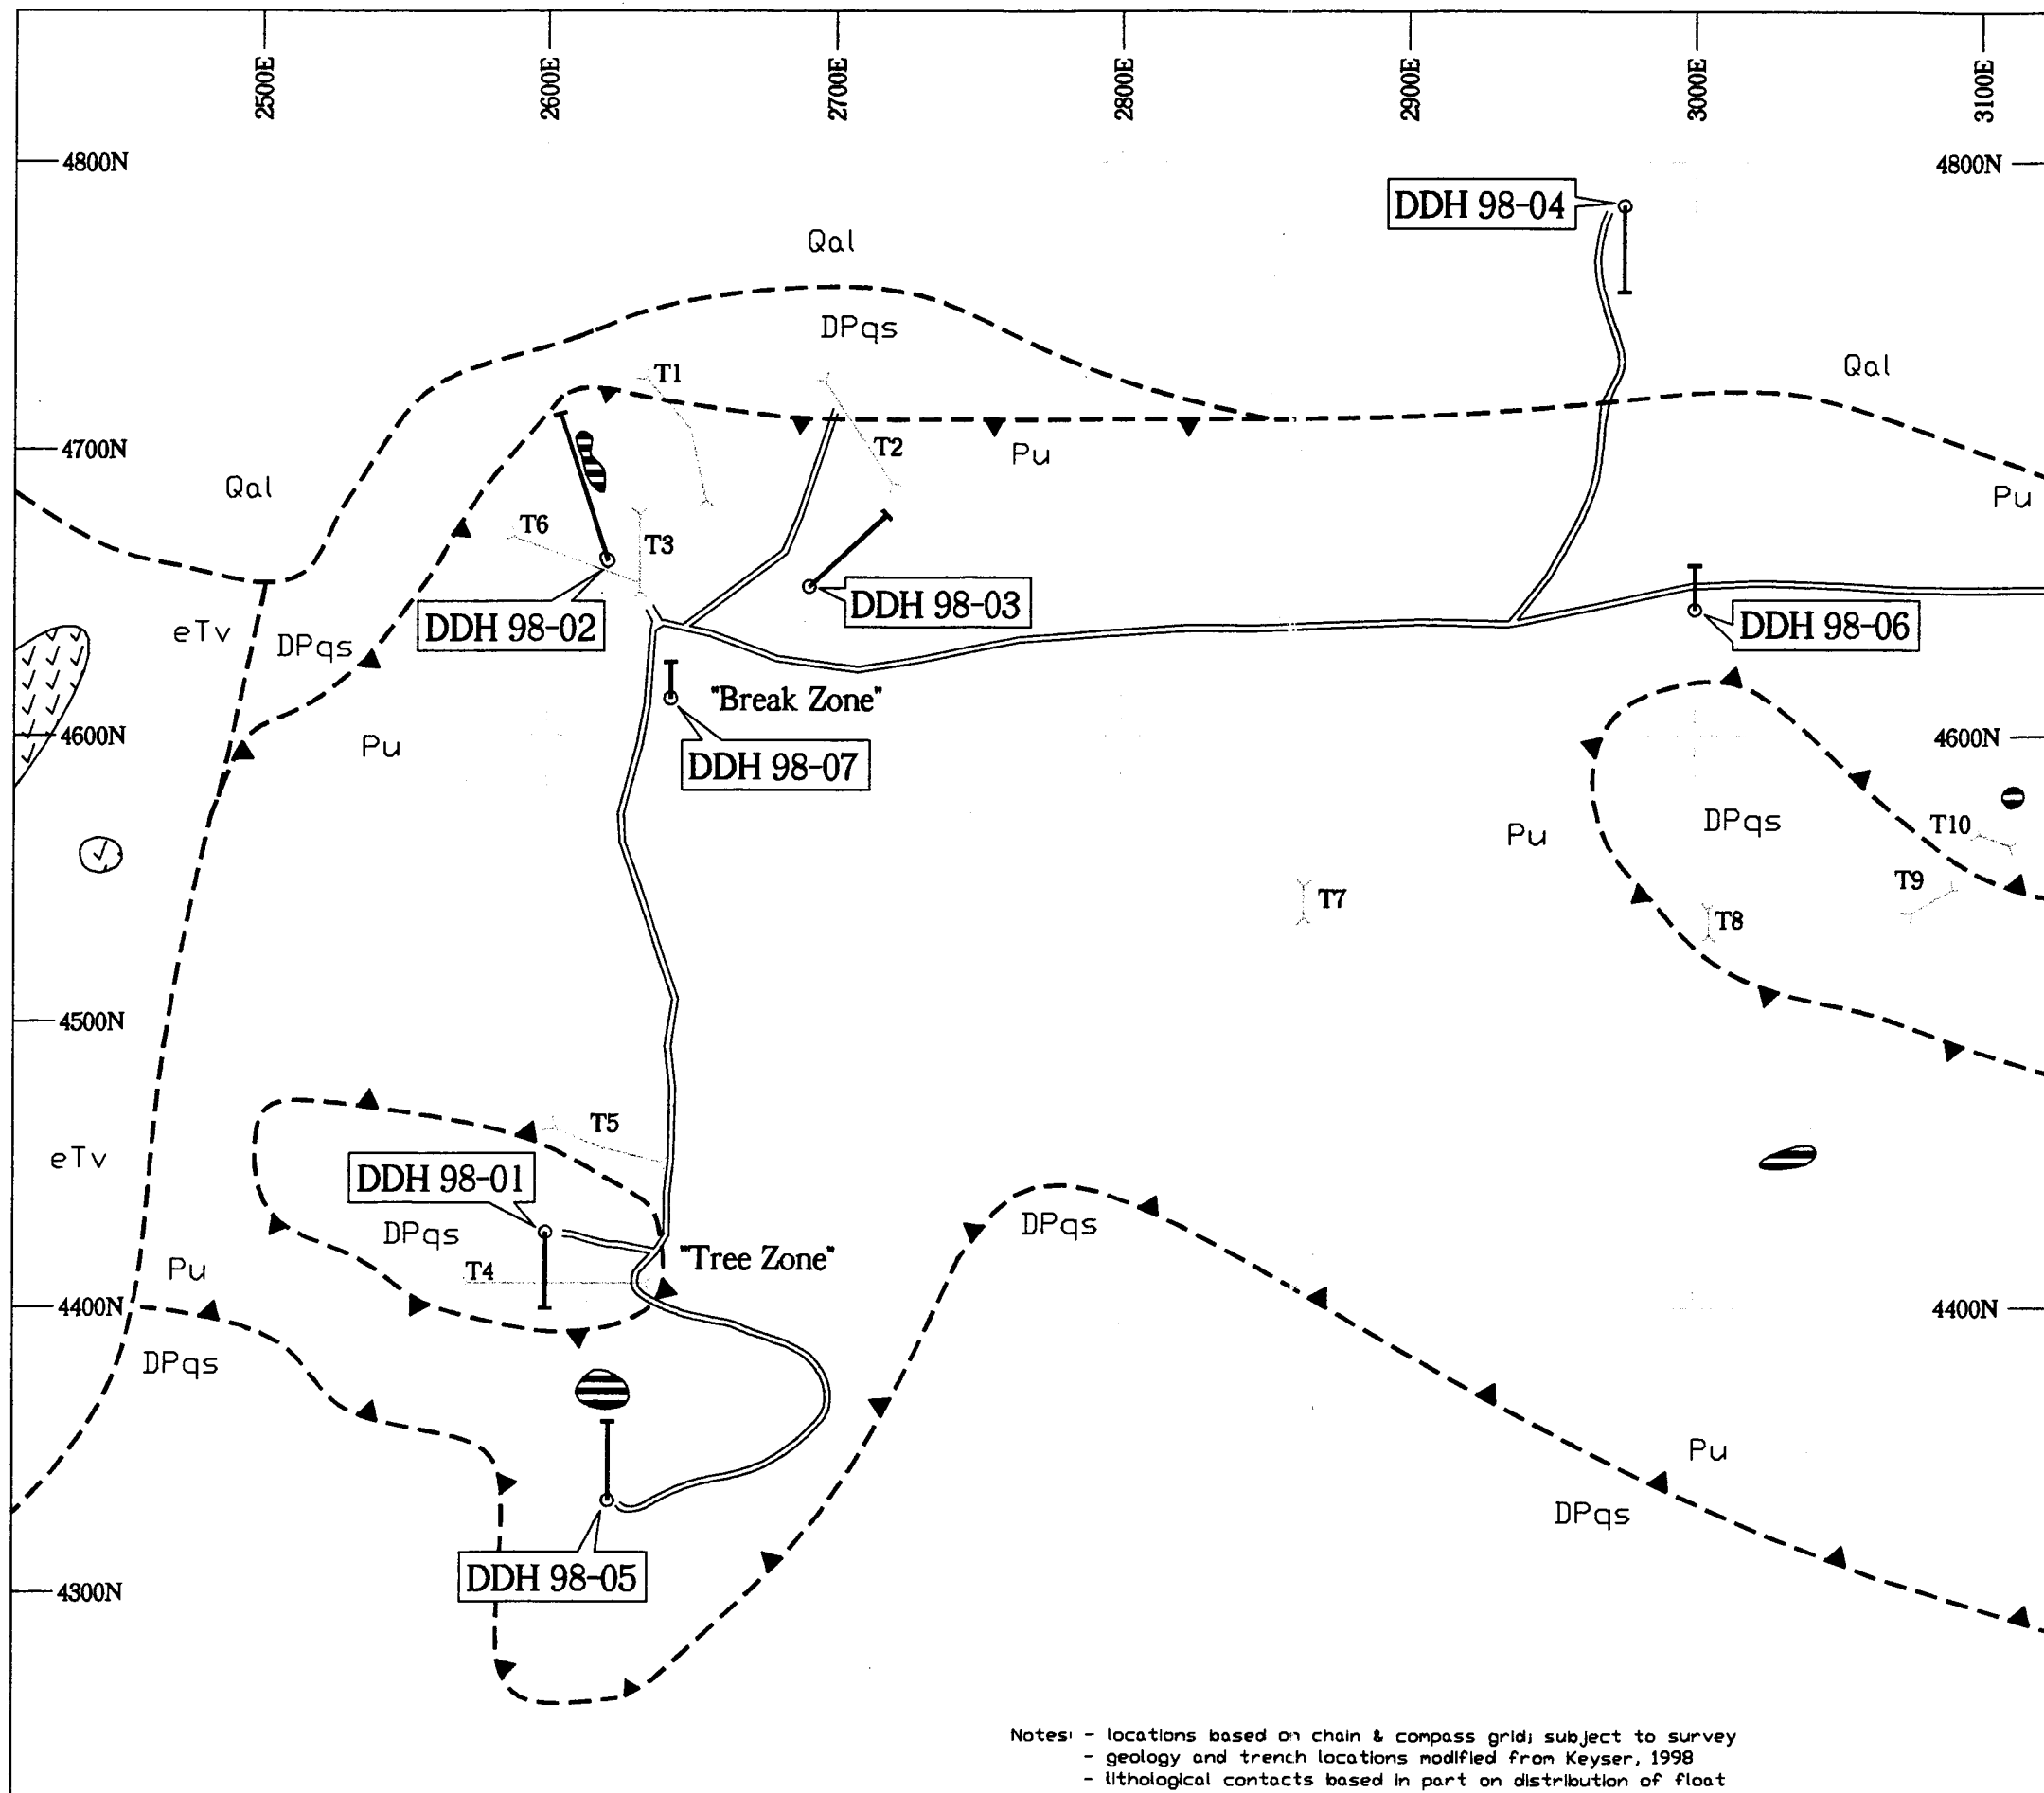 2500E
2600E
2700E
2800E
2900E
3000E
3100E
4800N
4800N
DDH 98-04
Qal
DPqs
Qal
T1
4700N
T2
Pu
Qal
Pu
T6
T3
DDH 98-03
DDH 98-02
DDH 98-06
eTv
DPqs
"Break Zone"
4600N
Pu
4600N
DDH 98-07
Pu
DPqs
T10
T9
T7
T8
4500N
T5
eTv
DDH 98-01
DPqs
DPqs
"Tree Zone"
Pu
T4
4400N
4400N
DPqs
Pu
DPqs
DDH 98-05
4300N
Notes: - locations based on chain & compass grid; subject to survey
- geology and trench locations modified from Keyser, 1998
- lithological contacts based in part on distribution of float